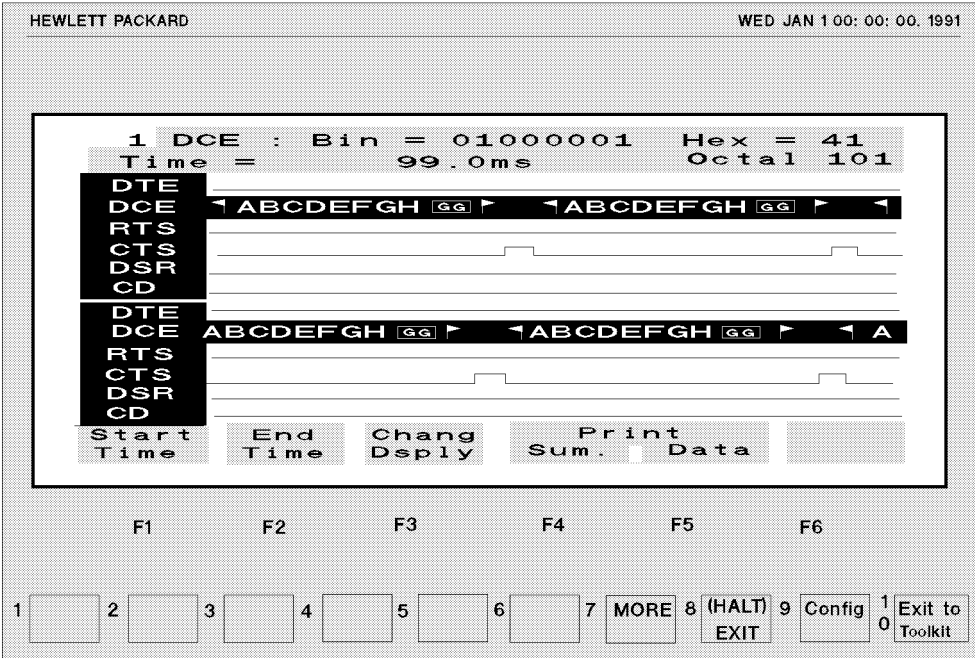 HEWLETT PACKARD WED JAN 1 00: 00: 00. 1991
1 DCE : Bin = 01000001 Hex = 41
Time = 99.0ms Octal 101
DTE
DCE ABCDEFGH GG ABCDEFGH GG
RTS
CTS
DSR
CD
DTE
DCE ABCDEFGH GG ABCDEFGH GG A
RTS
CTS
DSR
CD
Start End Chang Print
Time Time Dsply Sum. Data
F1 F2 F3 F4 F5 F6
1 2 3 4 5 6 7 MORE 8 (HALT) EXIT 9 Config 10 Exit to Toolkit